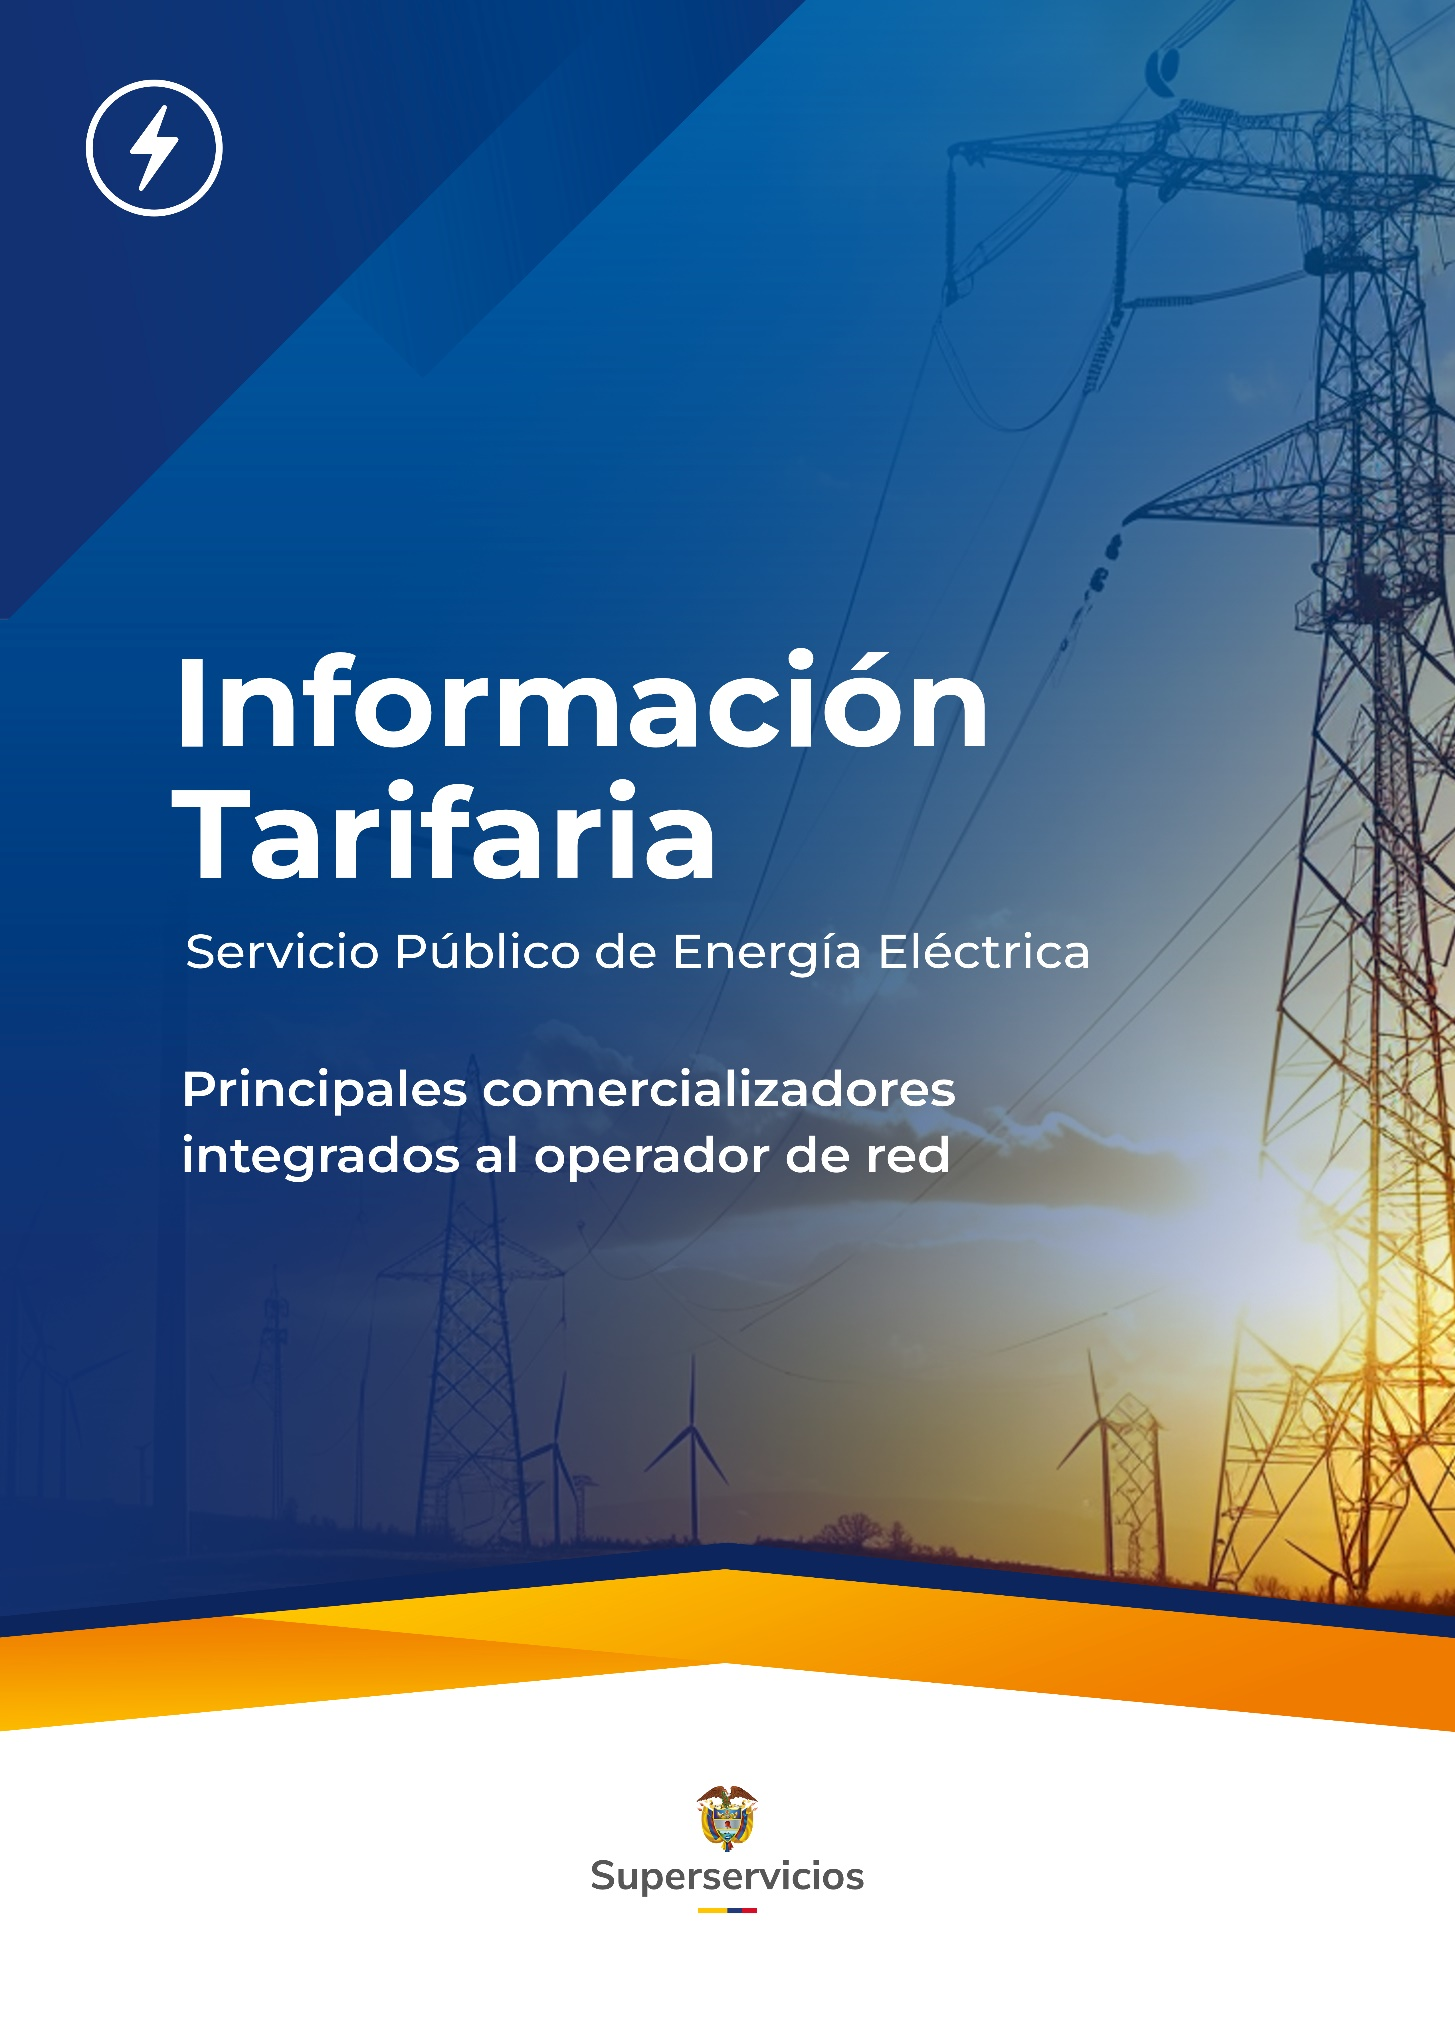 Información
Tarifaria
Servicio Público de Energía Eléctrica
Principales comercializadores
integrados al operador de red
Superservicios